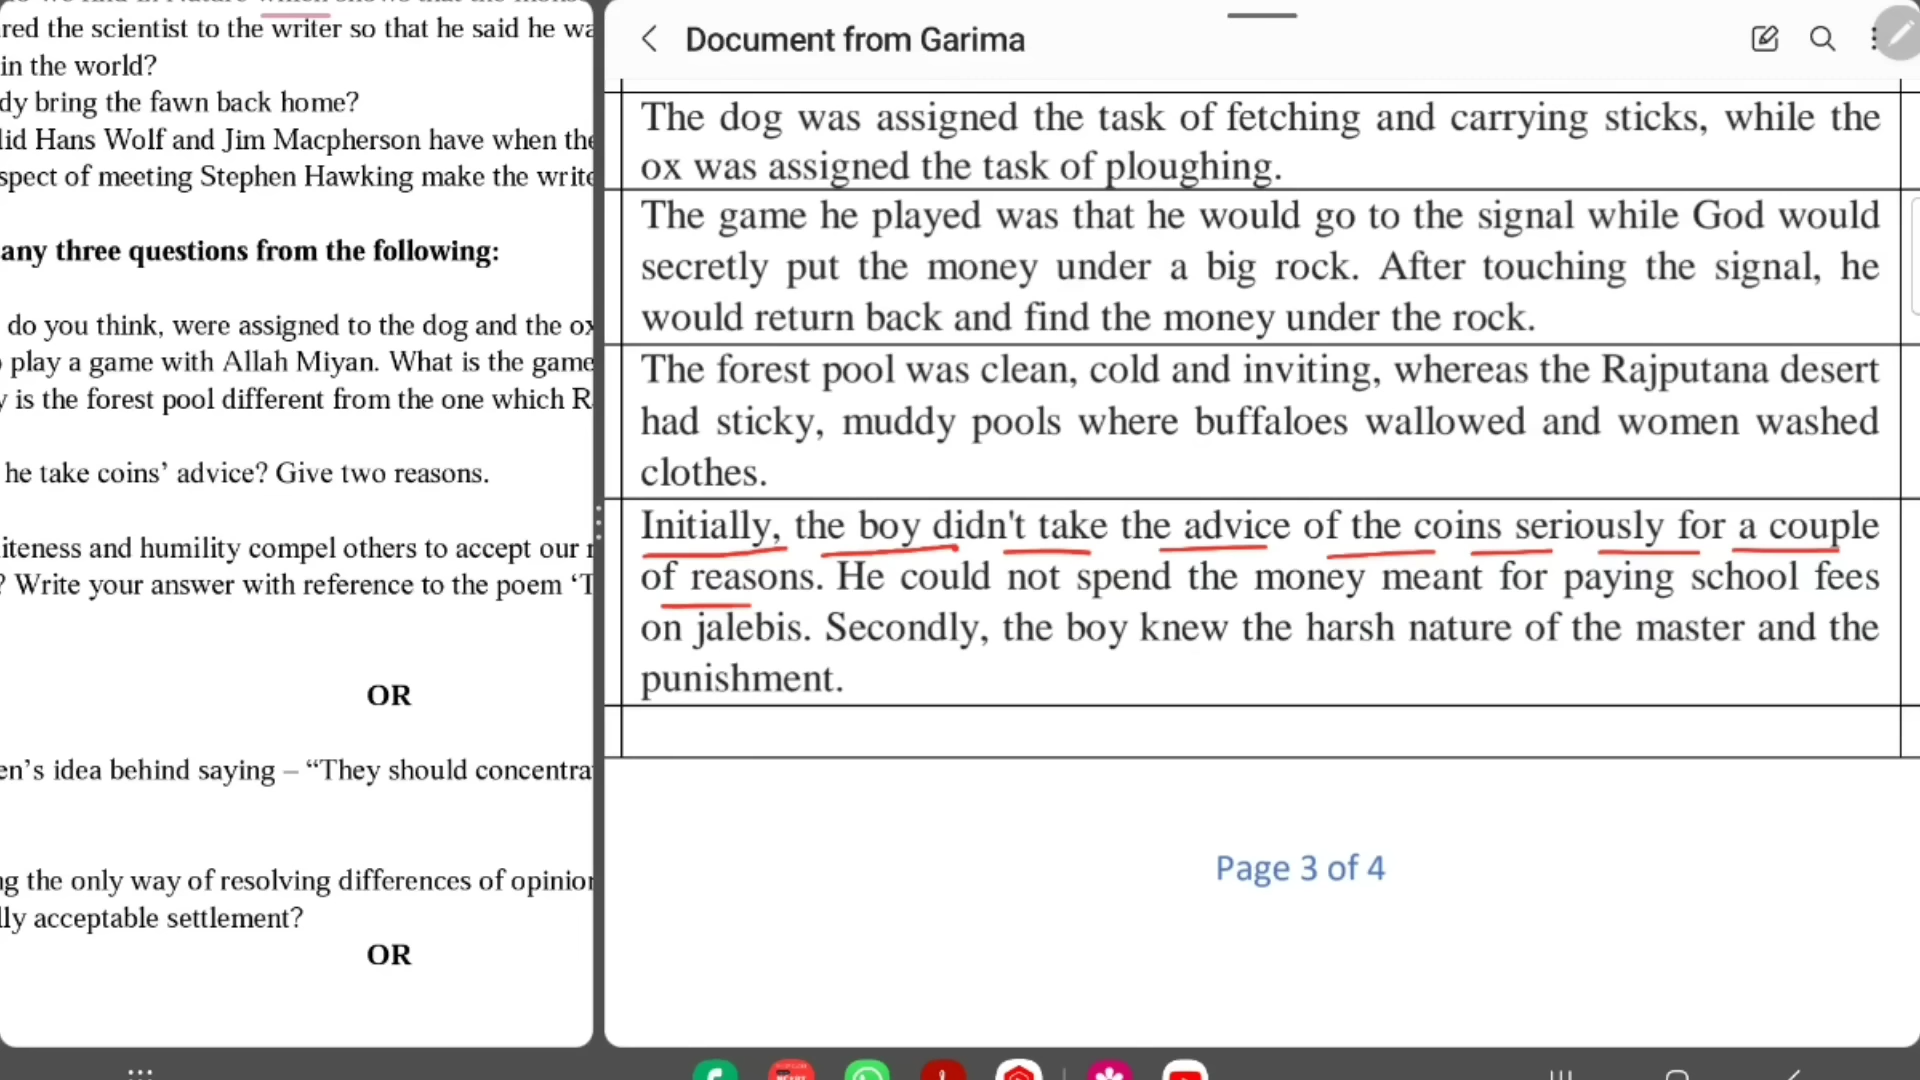 red the scientist to the writer so that he said he wa
in the world?
dy bring the fawn back home?
did Hans Wolf and Jim Macpherson have when the
spect of meeting Stephen Hawking make the write
any three questions from the following:
do you think, were assigned to the dog and the ox
play a game with Allah Miyan. What is the game
y is the forest pool different from the one which R
he take coins’ advice? Give two reasons.
iteness and humility compel others to accept our
? Write your answer with reference to the poem ‘T
OR
en’s idea behind saying – “They should concentra
ng the only way of resolving differences of opinion
lly acceptable settlement?
OR
Document from Garima
The dog was assigned the task of fetching and carrying sticks, while the
ox was assigned the task of ploughing.
The game he played was that he would go to the signal while God would
secretly put the money under a big rock. After touching the signal, he
would return back and find the money under the rock.
The forest pool was clean, cold and inviting, whereas the Rajputana desert
had sticky, muddy pools where buffaloes wallowed and women washed
clothes.
Initially, the boy didn't take the advice of the coins seriously for a couple
of reasons. He could not spend the money meant for paying school fees
on jalebis. Secondly, the boy knew the harsh nature of the master and the
punishment.
Page 3 of 4